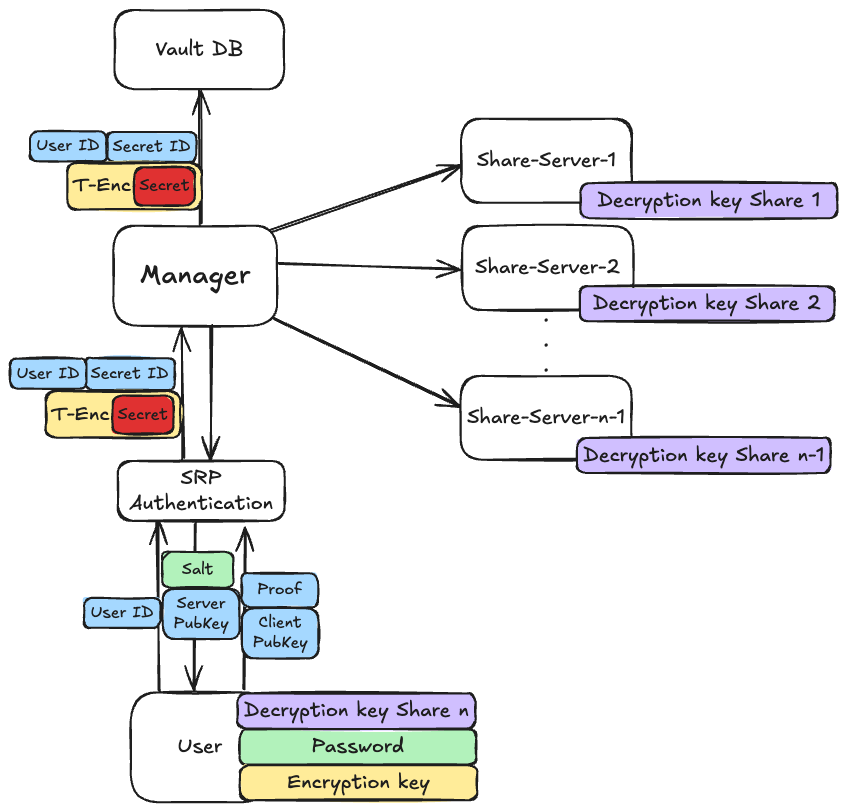 Vault DB
User ID
Secret ID
T-Enc
Secret
Share-Server-1
Decryption key Share 1
Manager
Share-Server-2
Decryption key Share 2
User ID
Secret ID
T-Enc
Secret
Share-Server-n-1
Decryption key Share n-1
SRP
Authentication
Salt
User ID
Server
PubKey
Proof
Client
PubKey
User
Decryption key Share n
Password
Encryption key